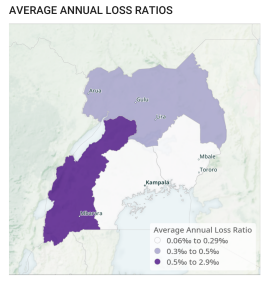 AVERAGE ANNUAL LOSS RATIOS
Arua
Gulu
Lira
Mbale
Tororo
Kampala
Mbarara
Average Annual Loss Ratio
0.06‰ to 0.29‰
0.3‰ to 0.5‰
0.5‰ to 2.9‰